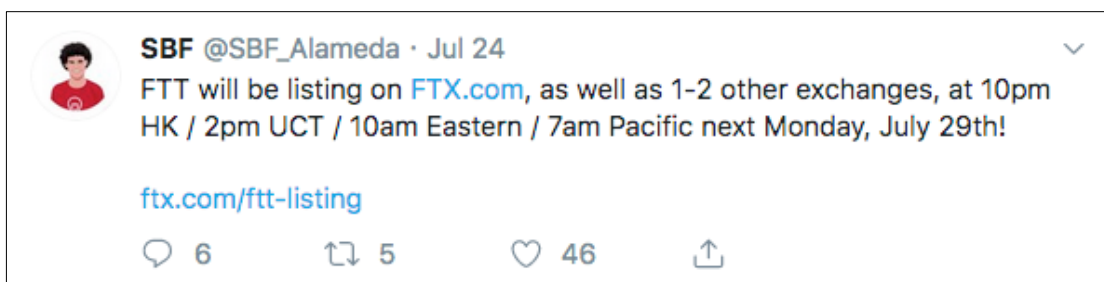 SBF @SBF_Alameda · Jul 24
FTT will be listing on FTX.com, as well as 1-2 other exchanges, at 10pm
HK / 2pm UCT / 10am Eastern / 7am Pacific next Monday, July 29th!
ftx.com/ftt-listing
6 5 46